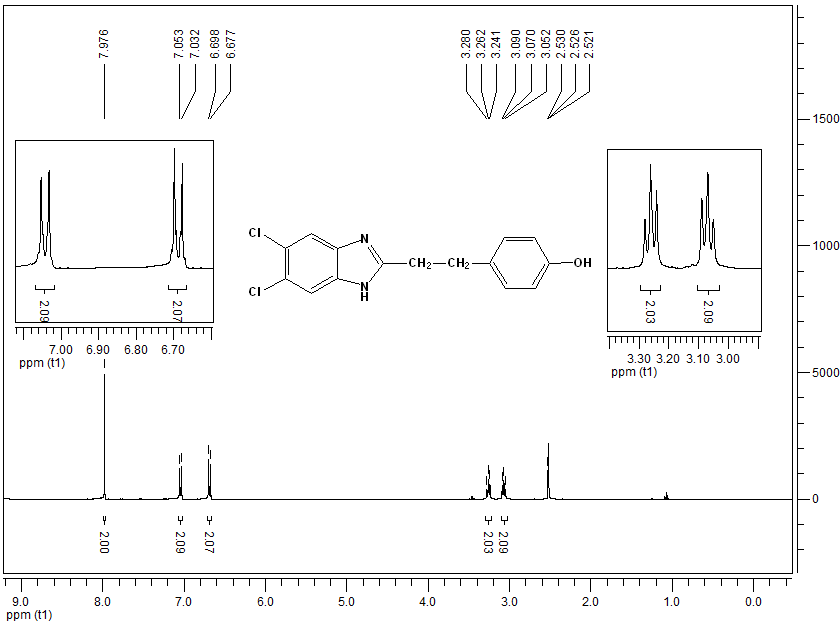 7.976
7.053
7.032
6.698
6.677
3.280
3.262
3.241
3.090
3.070
3.052
2.530
2.526
2.521
1500
1000
5000
0
2.09
2.07
7.00 6.90 6.80 6.70
ppm (t1)
Cl
Cl
N
N
H
CH2 CH2
OH
2.03
2.09
3.30 3.20 3.10 3.00
ppm (t1)
2.00
2.09
2.07
2.03
2.09
9.0 8.0 7.0 6.0 5.0 4.0 3.0 2.0 1.0 0.0
ppm (t1)